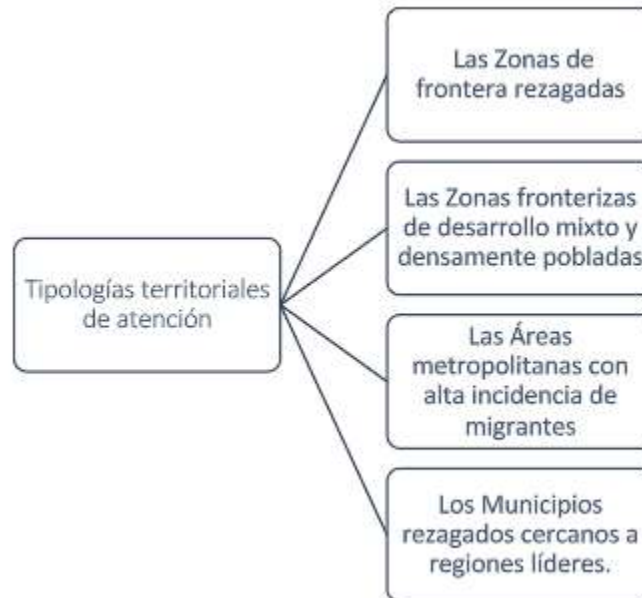 Tipologías territoriales
de atención
Las Zonas de
frontera rezagadas
Las Zonas fronterizas
de desarrollo mixto y
densamente pobladas
Las Áreas
metropolitanas con
alta incidencia de
migrantes
Los Municipios
rezagados cercanos a
regiones líderes.